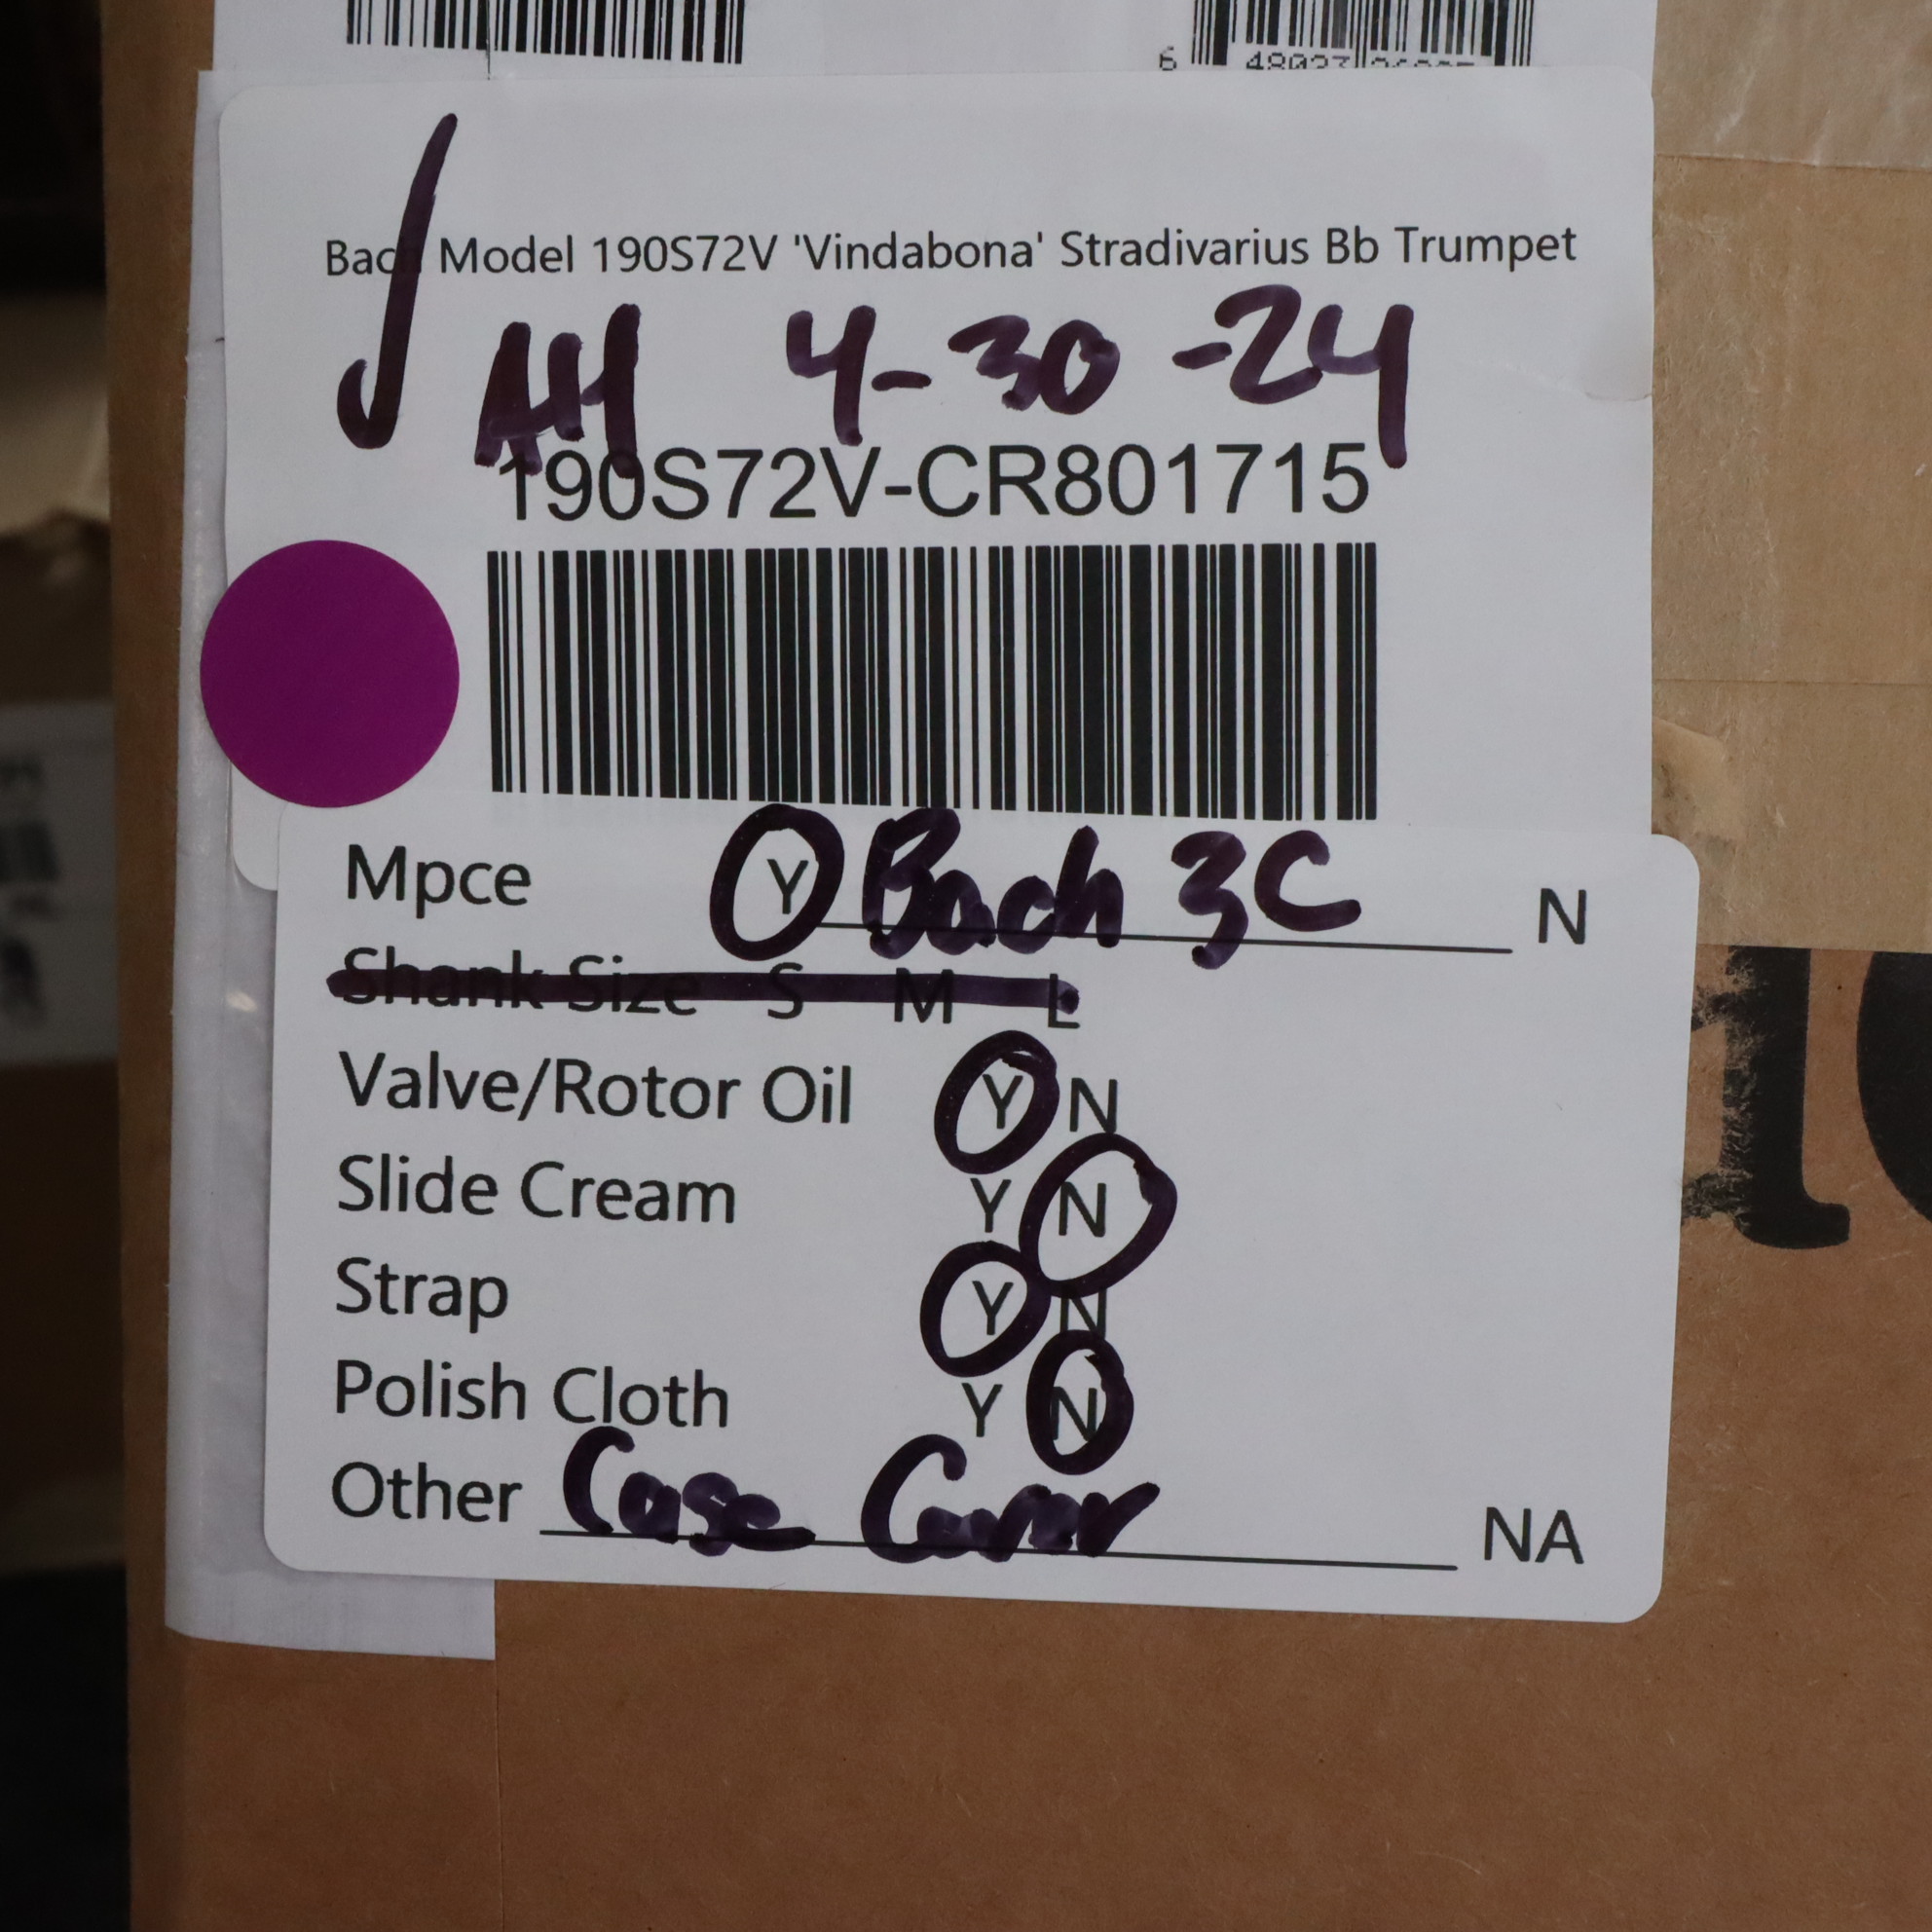 6
Bach Model 190S72V 'Vindabona' Stradivarius Bb Trumpet
AH 4-30-24
190S72V-CR801715
Mpce Y Bach 3C N
Shank Size S M L
Valve/Rotor Oil Y N
Slide Cream Y N
Strap Y N
Polish Cloth Y N
Other Case Cover NA